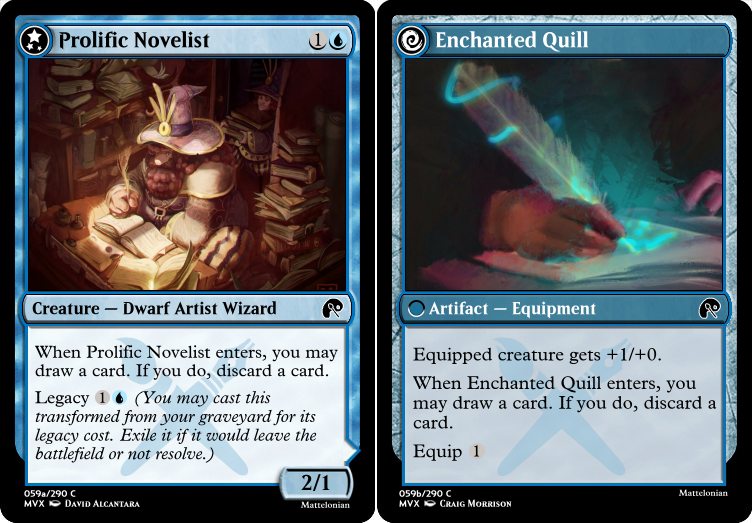 Prolific Novelist 1
Creature — Dwarf Artist Wizard
When Prolific Novelist enters, you may
draw a card. If you do, discard a card.
Legacy 1 (You may cast this
transformed from your graveyard for its
legacy cost. Exile it if it would leave the
battlefield or not resolve.)
2/1
059a/290 C
MVX DAVID ALCANTARA
Mattelonian
Enchanted Quill
Artifact — Equipment
Equipped creature gets +1/+0.
When Enchanted Quill enters, you
may draw a card. If you do, discard a
card.
Equip 1
059b/290 C
MVX CRAIG MORRISON
Mattelonian